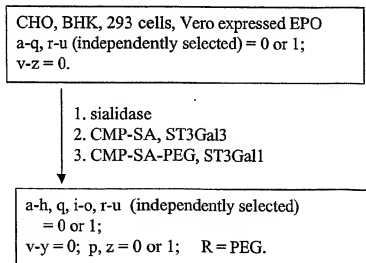 CHO, BHK, 293 cells, Vero expressed EPO
a-q, r-u (independently selected) = 0 or 1;
v-z = 0.
1. sialidase
2. CMP-SA, ST3Gal3
3. CMP-SA-PEG, ST3Gal1
a-h, q, i-o, r-u (independently selected)
= 0 or 1;
v-y = 0; p, z = 0 or 1; R = PEG.